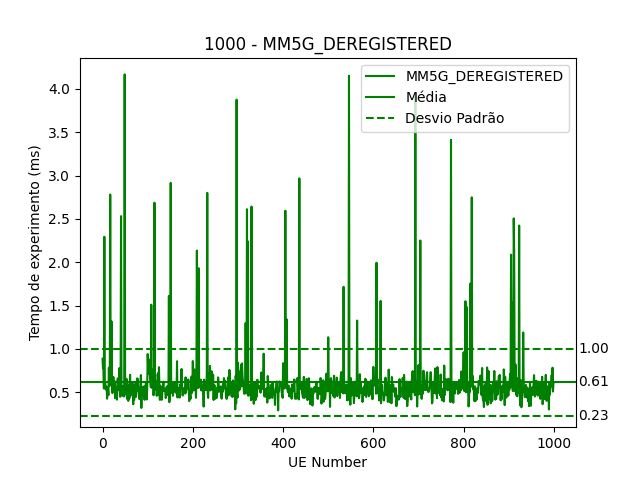 1000 - MM5G_DEREGISTERED
MM5G_DEREGISTERED
Média
Desvio Padrão
Tempo de experimento (ms)
4.0
3.5
3.0
2.5
2.0
1.5
1.0
0.5
1.00
0.61
0.23
0 200 400 600 800 1000
UE Number